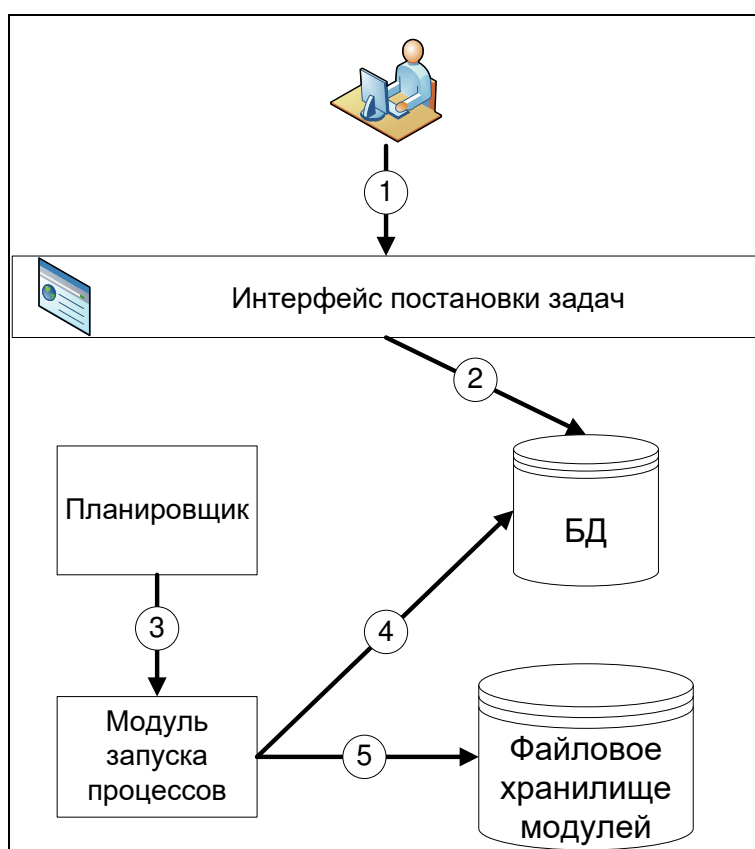 1
Интерфейс постановки задач
2
Планировщик
БД
3
4
Модуль
запуска
процессов
5
Файловое
хранилище
модулей